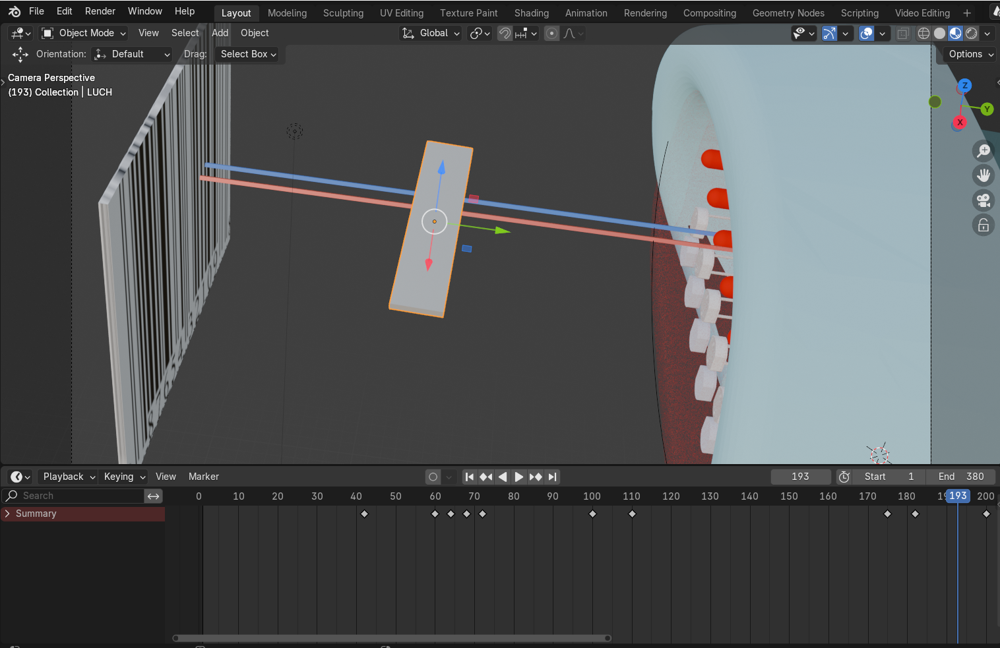 File Edit Render Window Help Layout Modeling Sculpting UV Editing Texture Paint Shading Animation Rendering Compositing Geometry Nodes Scripting Video Editing +
Object Mode View Select Add Object Global
Orientation: Default Drag: Select Box Options
Camera Perspective
(193) Collection | LUCH
Z
Y
X
Playback Keying View Marker 193 Start 1 End 380
Search 0 10 20 30 40 50 60 70 80 90 100 110 120 130 140 150 160 170 180 193 200
Summary